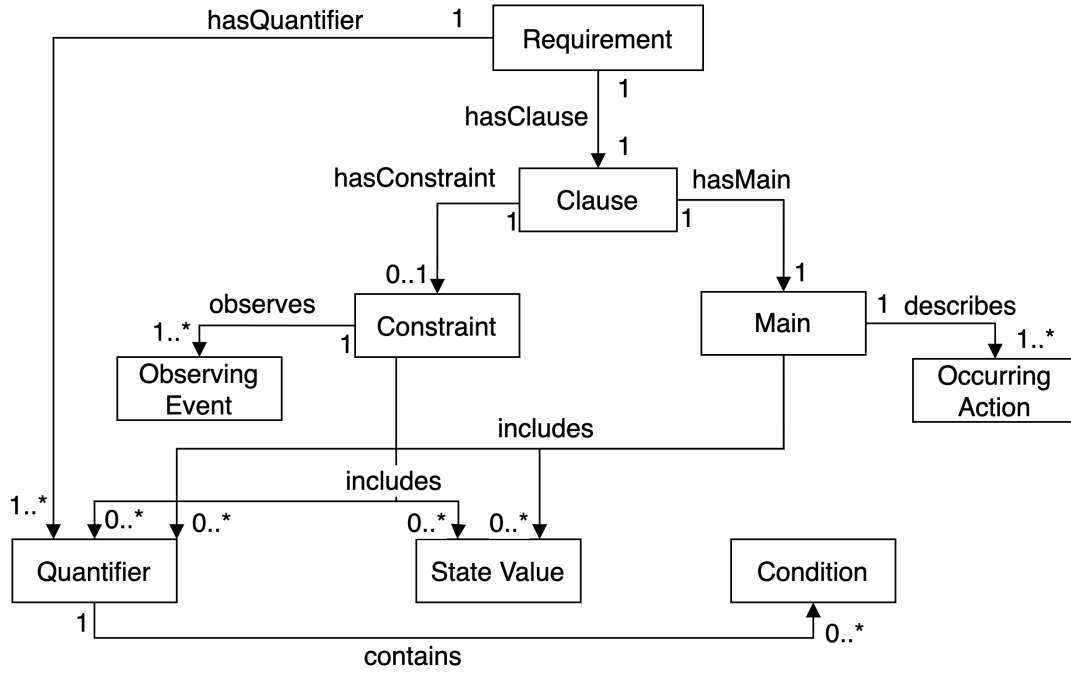 hasQuantifier
1
Requirement
1
hasClause
1
hasConstraint
Clause
hasMain
1
1
0..1
1
observes
Constraint
Main
1
describes
1..*
1
1..*
Observing
Event
Occurring
Action
includes
includes
1..*
0..*
0..*
0..*
0..*
Quantifier
State Value
Condition
1
0..*
contains